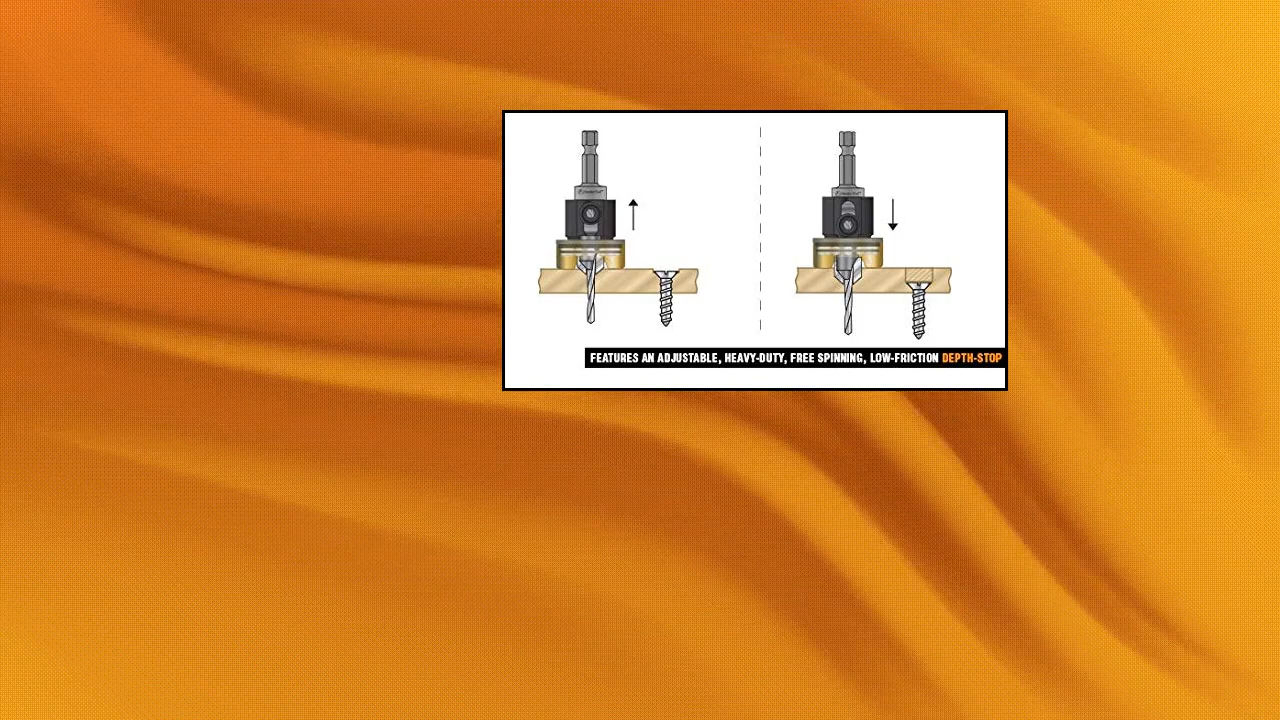 FEATURES AN ADJUSTABLE, HEAVY-DUTY, FREE SPINNING, LOW-FRICTION DEPTH-STOP